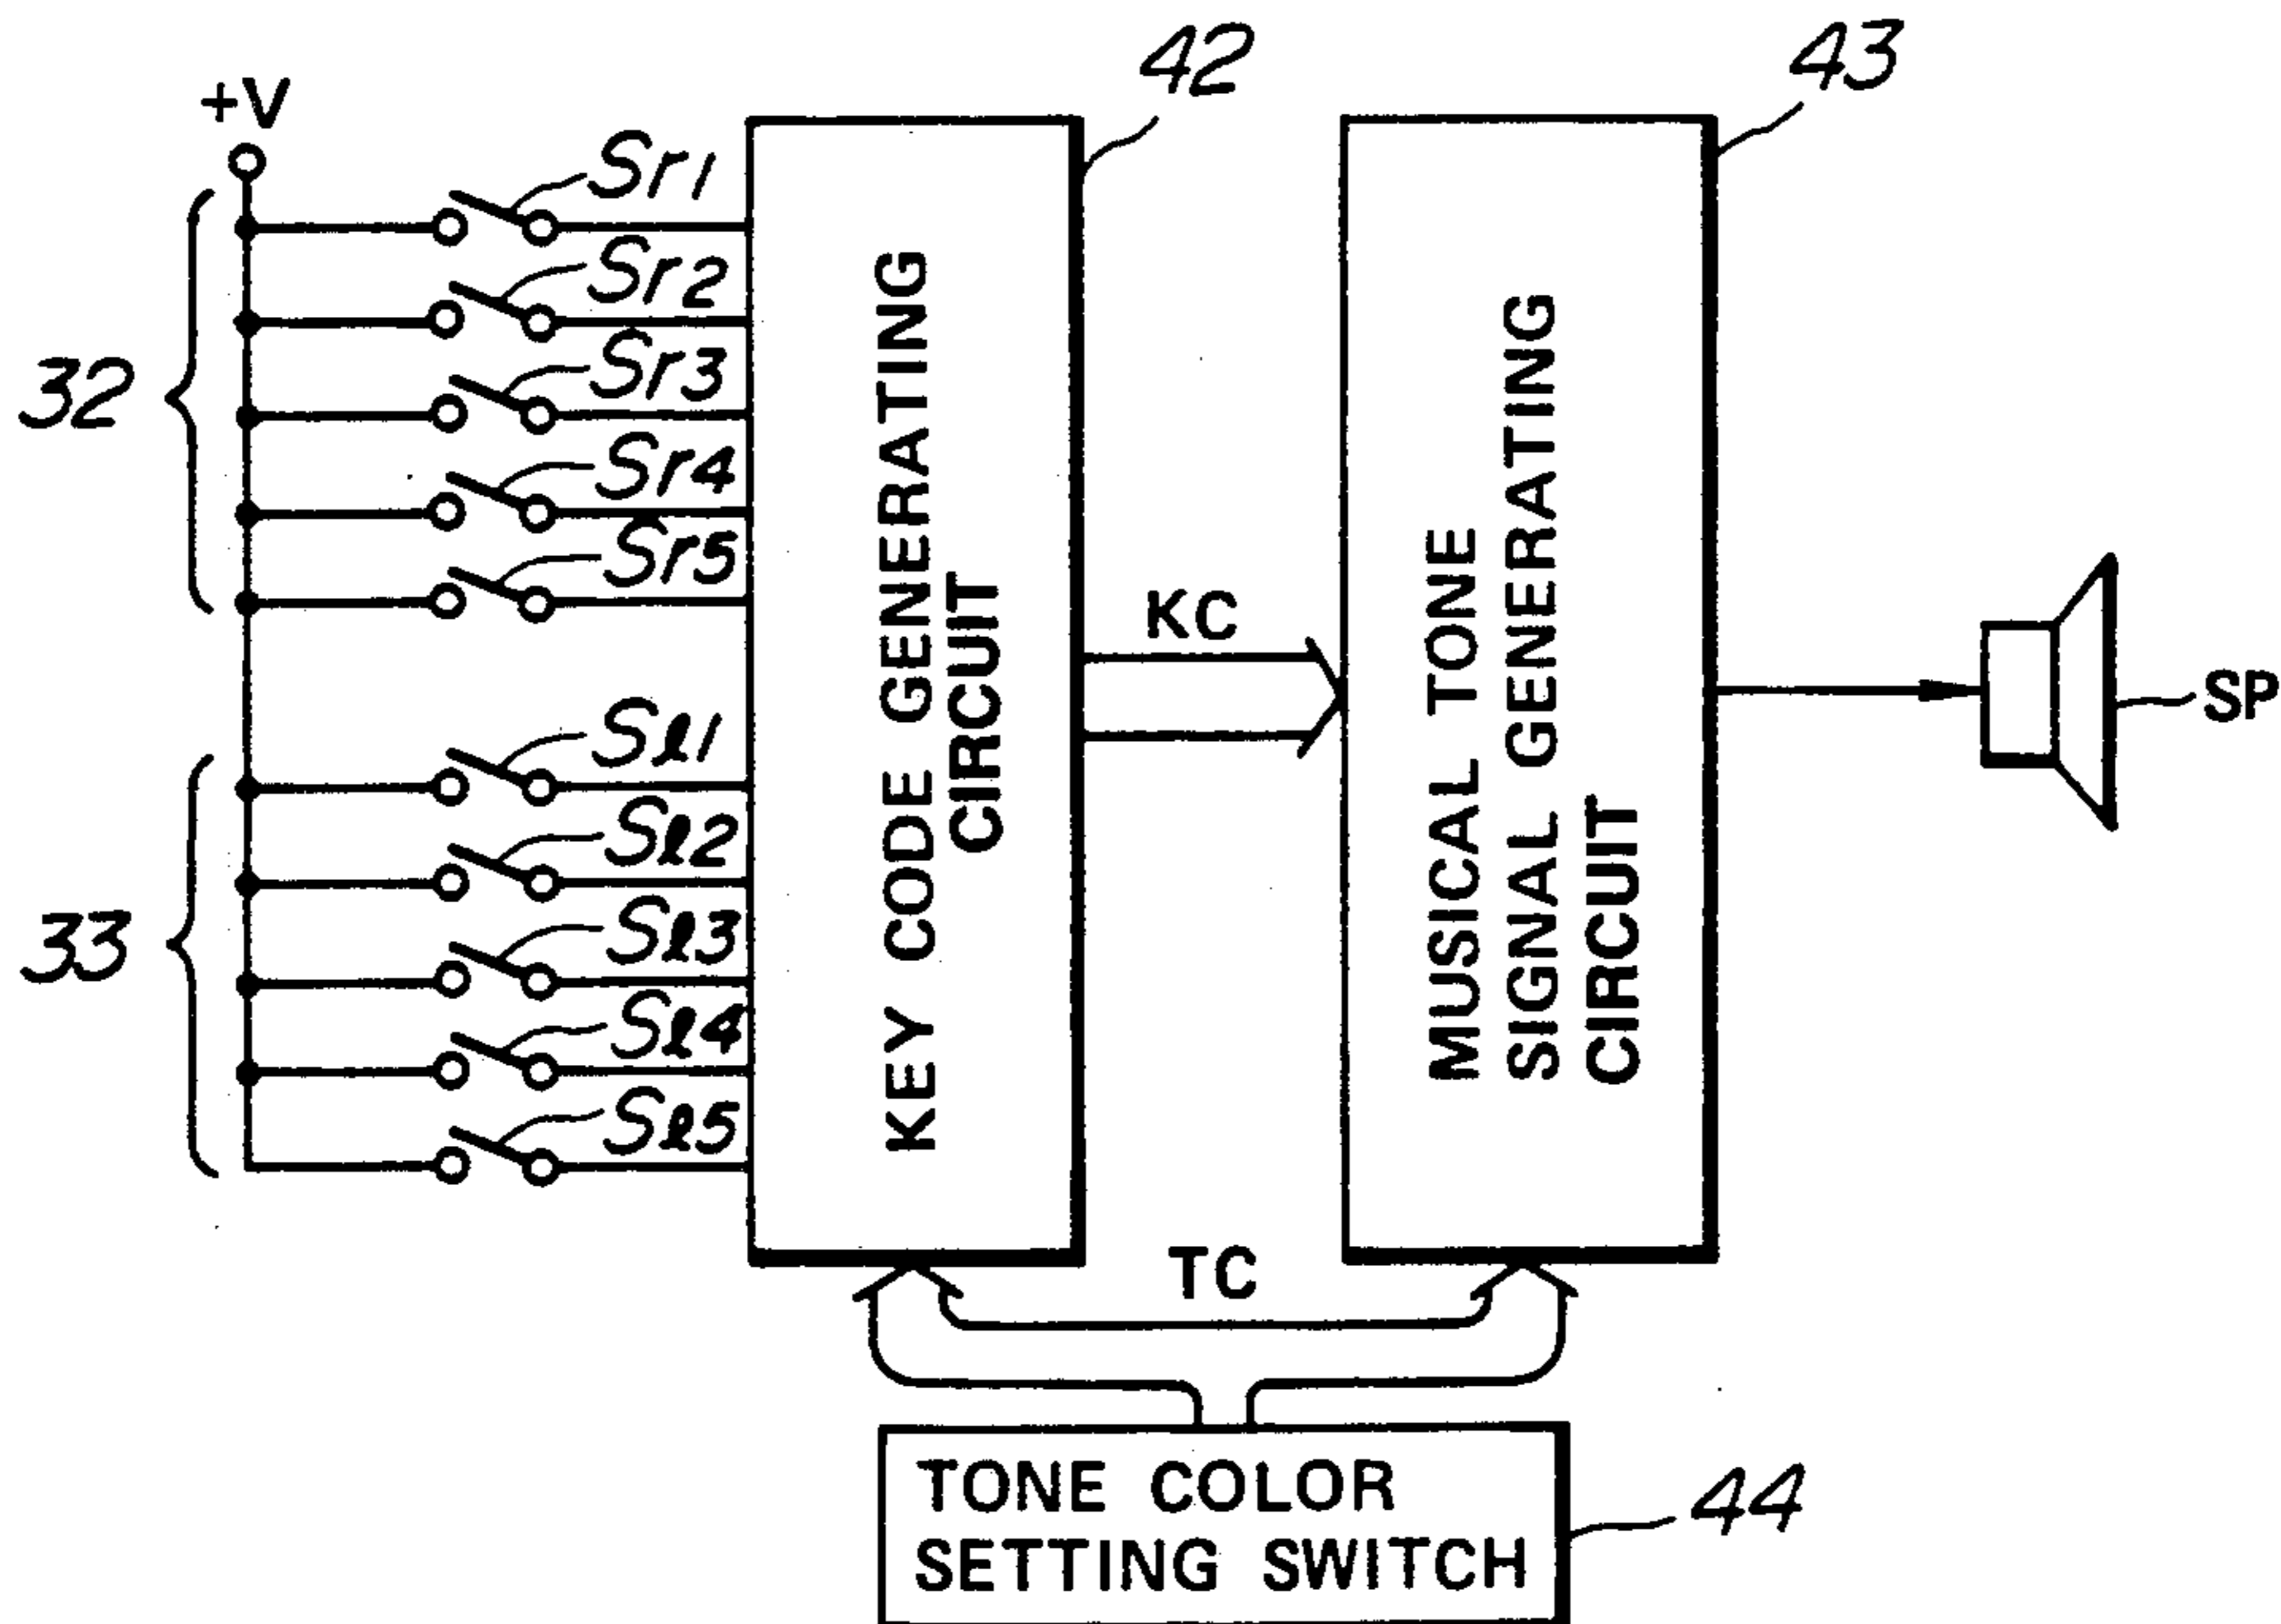 +V
42
43
Sr1
Sr2
Sr3
Sr4
Sr5
32
Sl1
Sl2
Sl3
Sl4
Sl5
33
KEY CODE GENERATING
CIRCUIT
KC
MUSICAL TONE
SIGNAL GENERATING
CIRCUIT
SP
TC
TONE COLOR
SETTING SWITCH
44